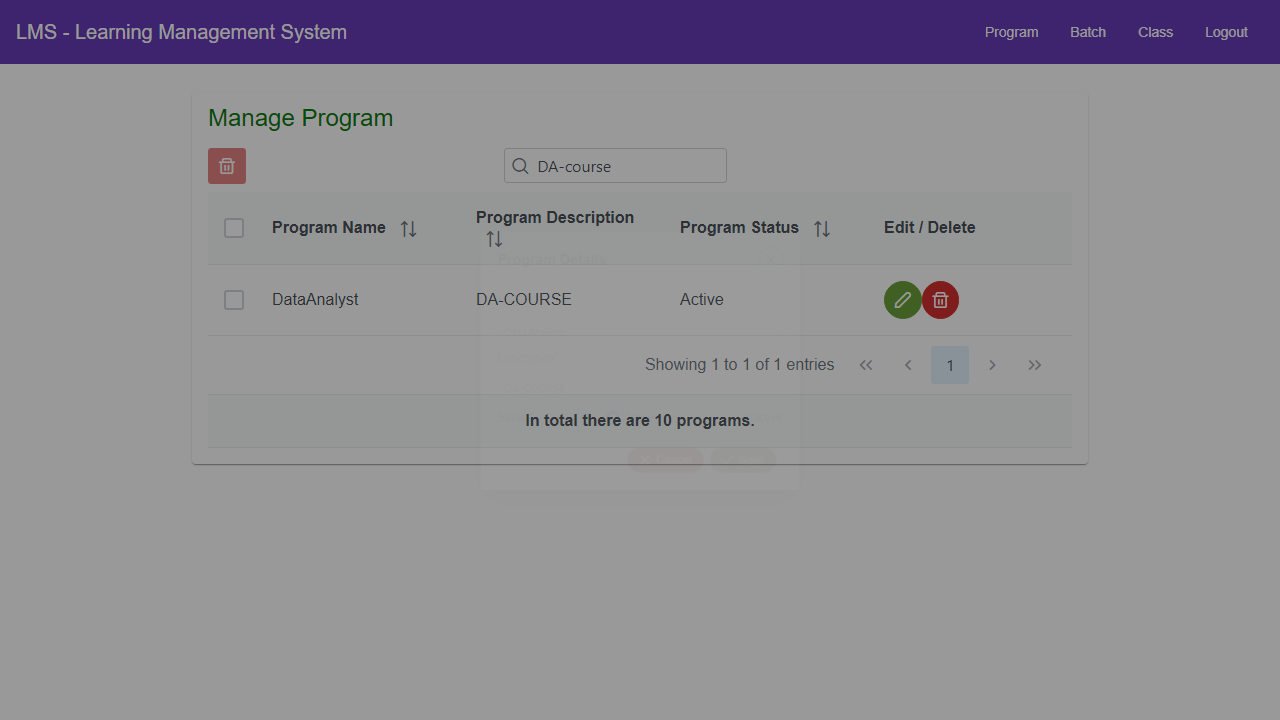 LMS - Learning Management System
Program Batch Class Logout
Manage Program
DA-course
Program Name Program Description Program Status Edit / Delete
Program Details
DataAnalyst DA-COURSE Active
Showing 1 to 1 of 1 entries 1
In total there are 10 programs.